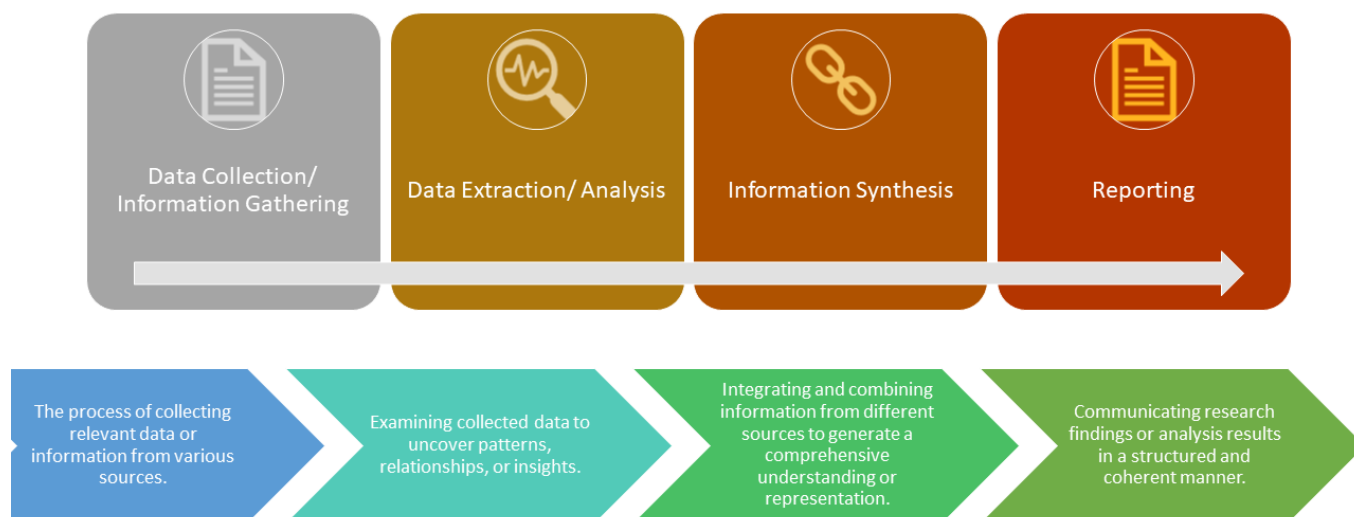 Data Collection/
Information Gathering
Data Extraction/ Analysis
Information Synthesis
Reporting
The process of collecting
relevant data or
information from various
sources.
Examining collected data to
uncover patterns,
relationships, or insights.
Integrating and combining
information from different
sources to generate a
comprehensive
understanding or
representation.
Communicating research
findings or analysis results
in a structured and
coherent manner.